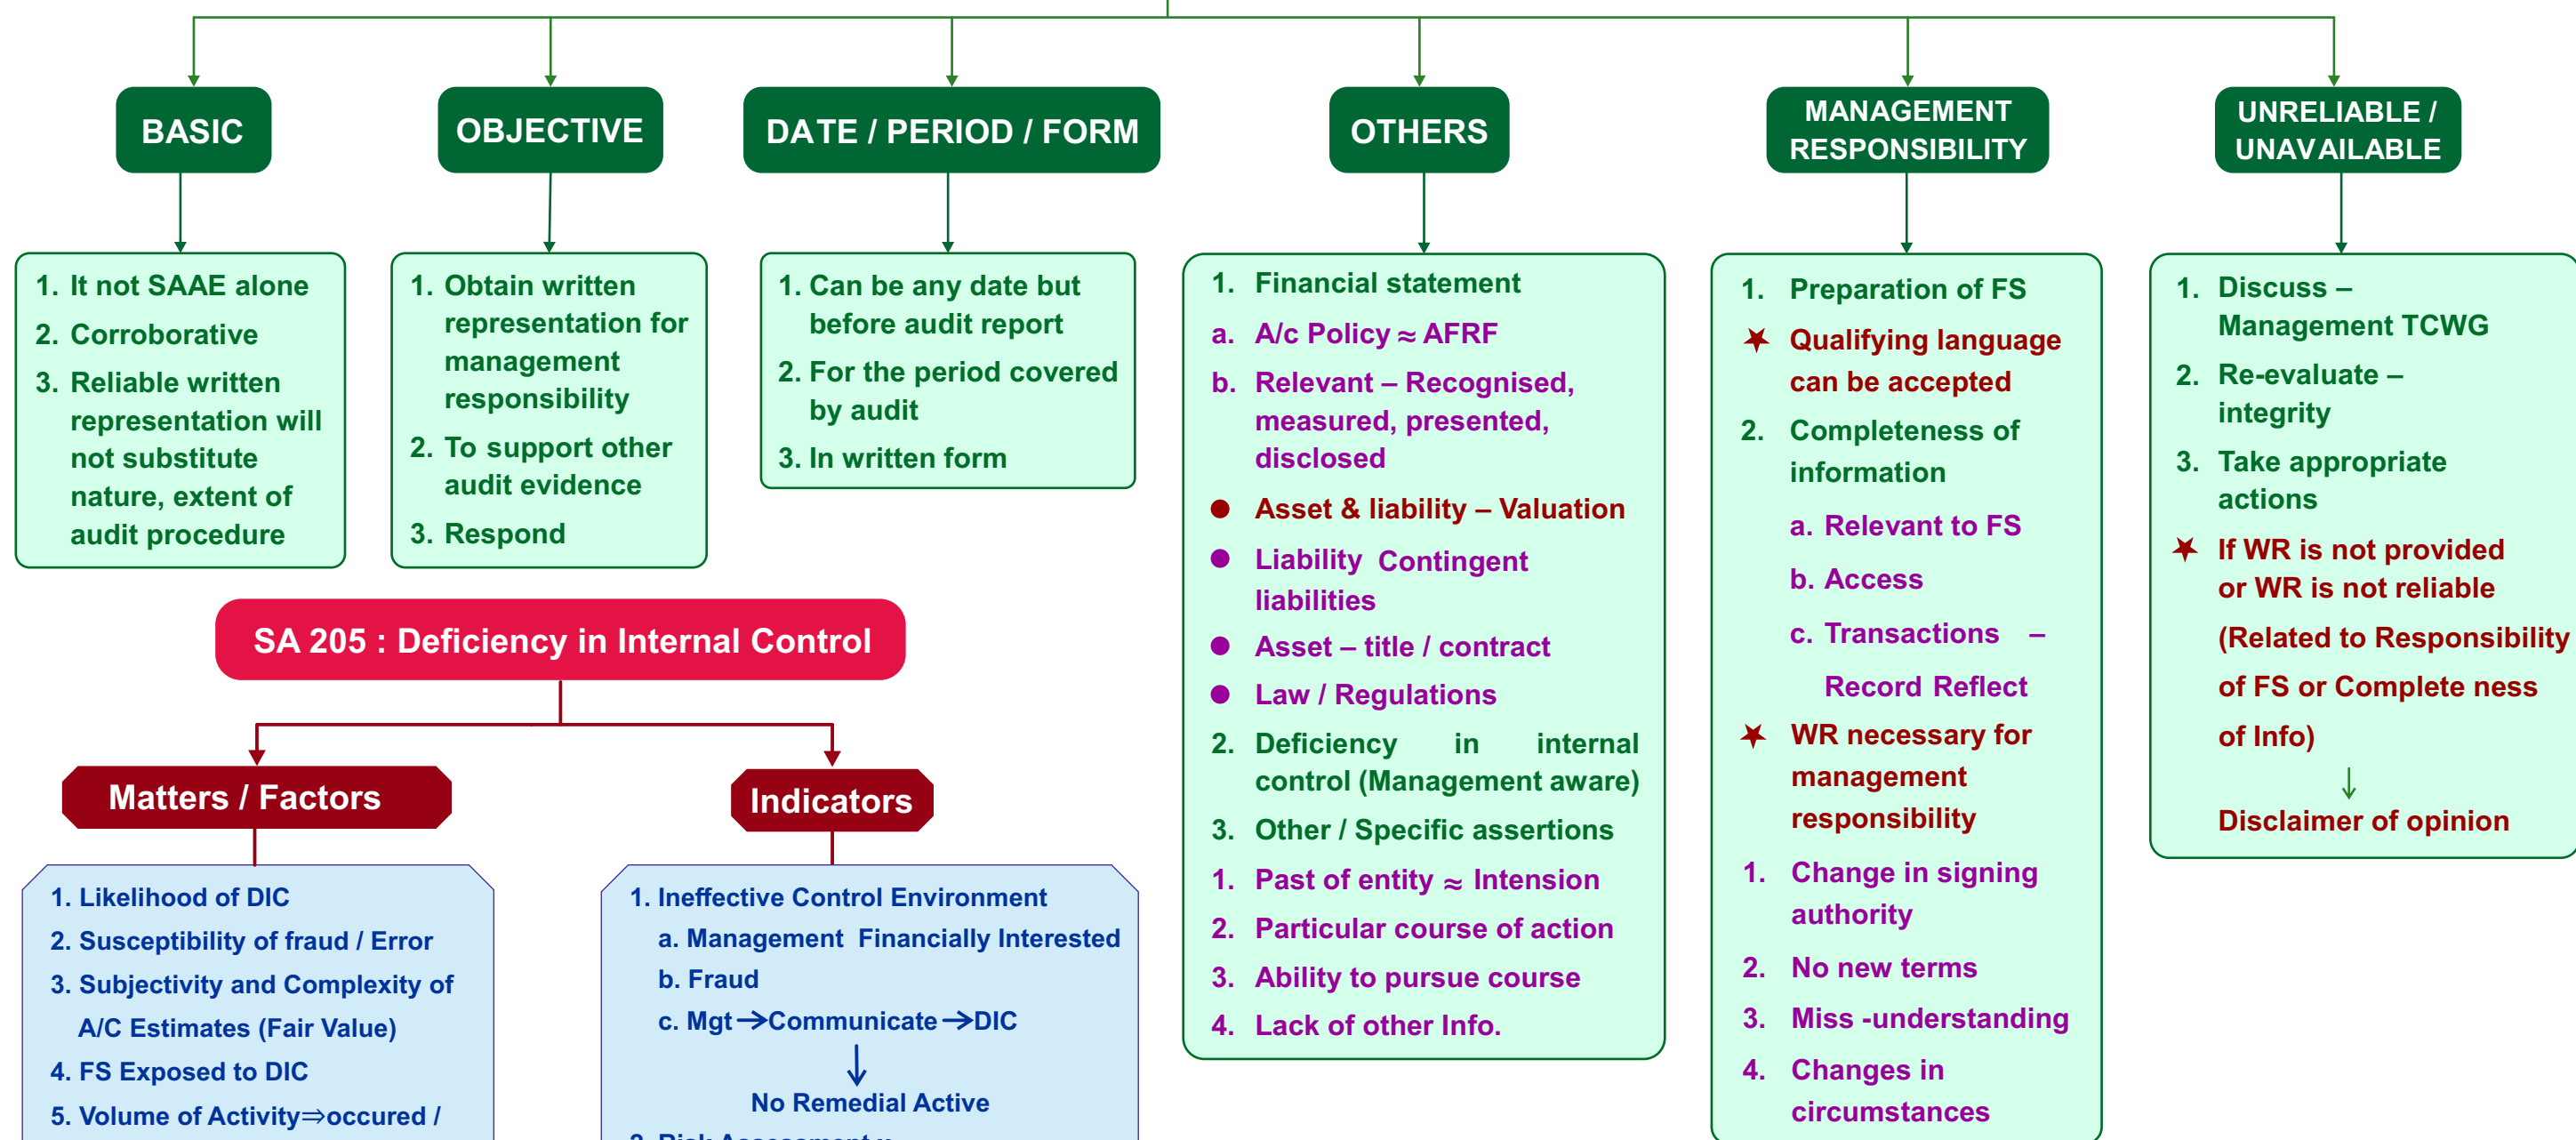 BASIC
1. It not SAAE alone
2. Corroborative
3. Reliable written
representation will
not substitute
nature, extent of
audit procedure
OBJECTIVE
1. Obtain written
representation for
management
responsibility
2. To support other
audit evidence
3. Respond
DATE / PERIOD / FORM
1. Can be any date but
before audit report
2. For the period covered
by audit
3. In written form
OTHERS
1. Financial statement
a. A/c Policy ≈ AFRF
b. Relevant – Recognised,
measured, presented,
disclosed
● Asset & liability – Valuation
● Liability Contingent
liabilities
● Asset – title / contract
● Law / Regulations
2. Deficiency in internal
control (Management aware)
3. Other / Specific assertions
1. Past of entity ≈ Intension
2. Particular course of action
3. Ability to pursue course
4. Lack of other Info.
MANAGEMENT
RESPONSIBILITY
1. Preparation of FS
★ Qualifying language
can be accepted
2. Completeness of
information
a. Relevant to FS
b. Access
c. Transactions –
Record Reflect
★ WR necessary for
management
responsibility
1. Change in signing
authority
2. No new terms
3. Miss -understanding
4. Changes in
circumstances
UNRELIABLE /
UNAVAILABLE
1. Discuss –
Management TCWG
2. Re-evaluate –
integrity
3. Take appropriate
actions
★ If WR is not provided
or WR is not reliable
(Related to Responsibility
of FS or Complete ness
of Info)
↓
Disclaimer of opinion
SA 205 : Deficiency in Internal Control
Matters / Factors
1. Likelihood of DIC
2. Susceptibility of fraud / Error
3. Subjectivity and Complexity of
A/C Estimates (Fair Value)
4. FS Exposed to DIC
5. Volume of Activity⇒occured /
Indicators
1. Ineffective Control Environment
a. Management Financially Interested
b. Fraud
c. Mgt →Communicate →DIC
↓
No Remedial Active
2. Risk Assessment